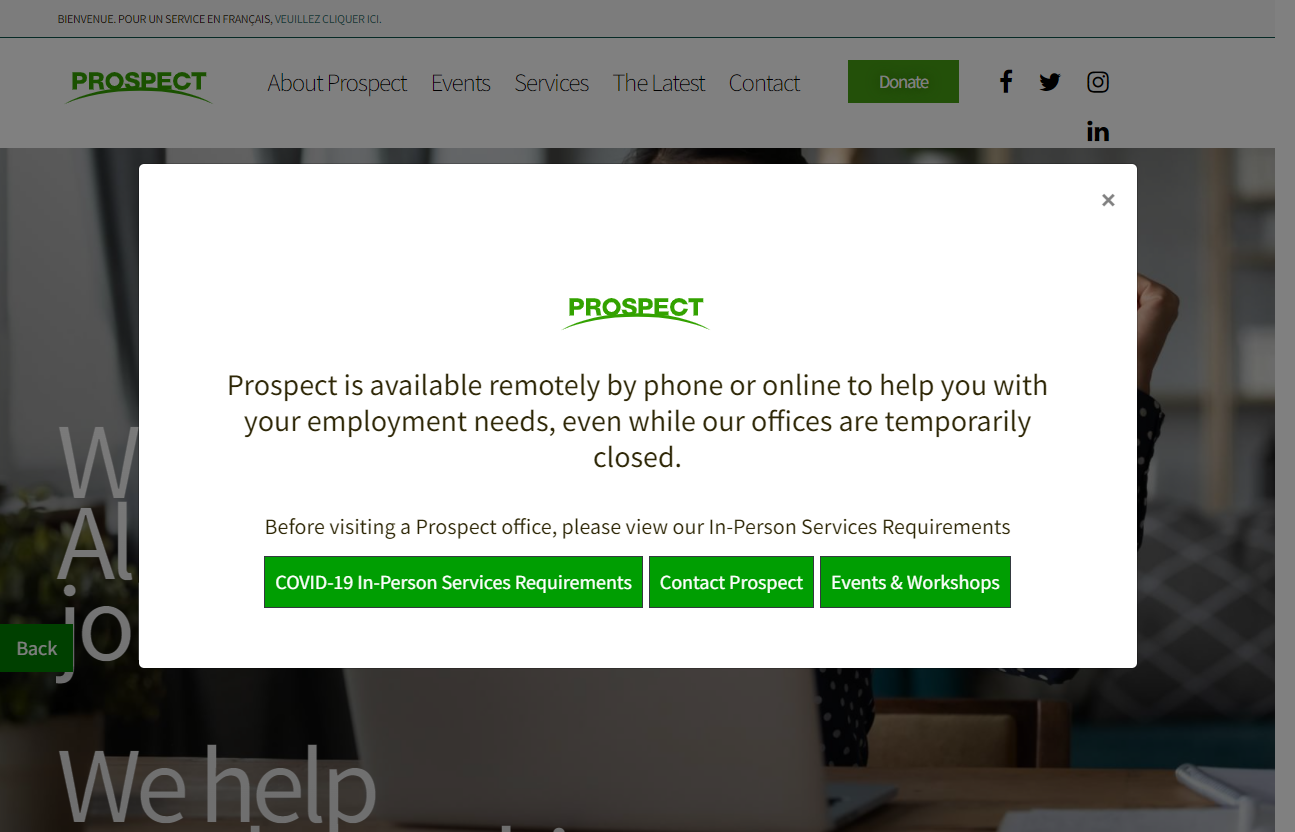 BIENVENUE. POUR UN SERVICE EN FRANÇAIS, VEUILLEZ CLIQUER ICI.
PROSPECT
About Prospect Events Services The Latest Contact Donate
×
PROSPECT
Prospect is available remotely by phone or online to help you with
your employment needs, even while our offices are temporarily
closed.
Before visiting a Prospect office, please view our In-Person Services Requirements
COVID-19 In-Person Services Requirements Contact Prospect Events & Workshops
Back
We help